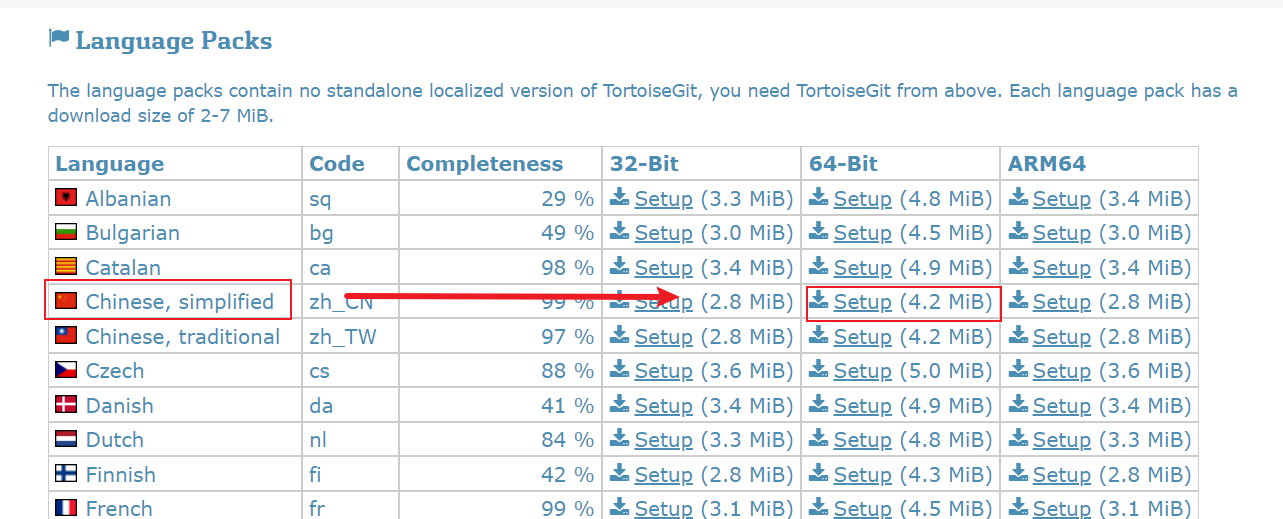 Language Packs
The language packs contain no standalone localized version of TortoiseGit, you need TortoiseGit from above. Each language pack has a
download size of 2-7 MiB.
Language Code Completeness 32-Bit 64-Bit ARM64
Albanian sq 29 % Setup (3.3 MiB) Setup (4.8 MiB) Setup (3.4 MiB)
Bulgarian bg 49 % Setup (3.0 MiB) Setup (4.5 MiB) Setup (3.0 MiB)
Catalan ca 98 % Setup (3.4 MiB) Setup (4.9 MiB) Setup (3.4 MiB)
Chinese, simplified zh_CN 99 % Setup (2.8 MiB) Setup (4.2 MiB) Setup (2.8 MiB)
Chinese, traditional zh_TW 97 % Setup (2.8 MiB) Setup (4.2 MiB) Setup (2.8 MiB)
Czech cs 88 % Setup (3.6 MiB) Setup (5.0 MiB) Setup (3.6 MiB)
Danish da 41 % Setup (3.4 MiB) Setup (4.9 MiB) Setup (3.4 MiB)
Dutch nl 84 % Setup (3.3 MiB) Setup (4.8 MiB) Setup (3.3 MiB)
Finnish fi 42 % Setup (2.8 MiB) Setup (4.3 MiB) Setup (2.8 MiB)
French fr 99 % Setup (3.1 MiB) Setup (4.5 MiB) Setup (3.1 MiB)